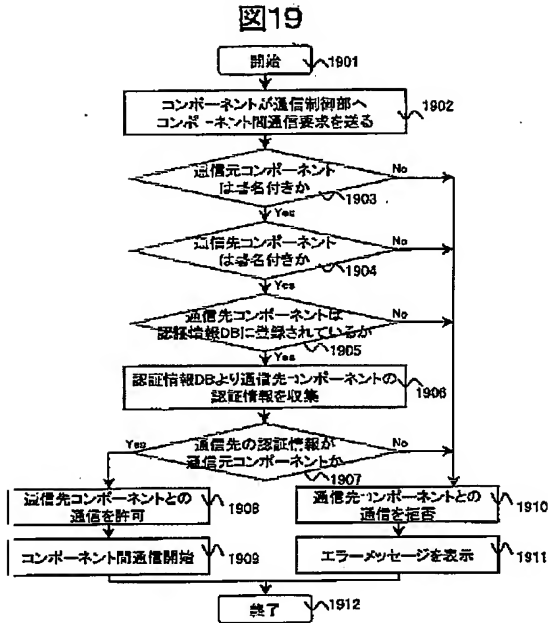 図19
開始
1901
コンポーネントが通信制御部へ
コンポーネント間通信要求を送る
1902
通信元コンポーネント
は署名付きか
No
1903
Yes
通信先コンポーネント
は署名付きか
No
1904
Yes
通信先コンポーネントは
認証情報DBに登録されているか
No
1905
Yes
認証情報DBより通信先コンポーネントの
認証情報を収集
1906
Yes
通信先の認証情報が
通信元コンポーネントか
No
1907
通信先コンポーネントとの
通信を許可
1908
通信先コンポーネントとの
通信を拒否
1910
コンポーネント間通信開始
1909
エラーメッセージを表示
1911
終了
1912